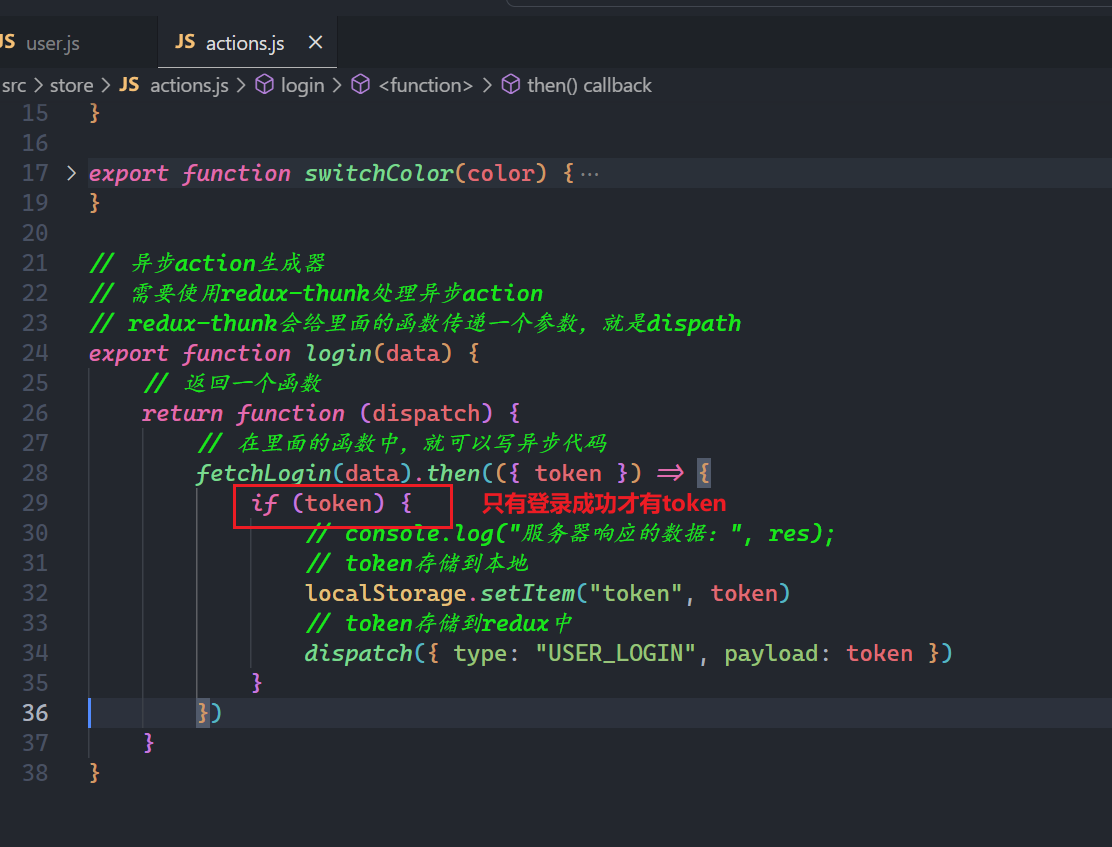 JS user.js JS actions.js ×
src > store > JS actions.js > login > <function> > then() callback
15 }
16
17 > export function switchColor(color) { ···
19 }
20
21 // 异步action生成器
22 // 需要使用redux-thunk处理异步action
23 // redux-thunk会给里面的函数传递一个参数，就是dispath
24 export function login(data) {
25 // 返回一个函数
26 return function (dispatch) {
27 // 在里面的函数中，就可以写异步代码
28 fetchLogin(data).then(({ token }) => {
29 if (token) { 只有登录成功才有token
30 // console.log("服务器响应的数据：", res);
31 // token存储到本地
32 localStorage.setItem("token", token)
33 // token存储到redux中
34 dispatch({ type: "USER_LOGIN", payload: token })
35 }
36 })
37 }
38 }